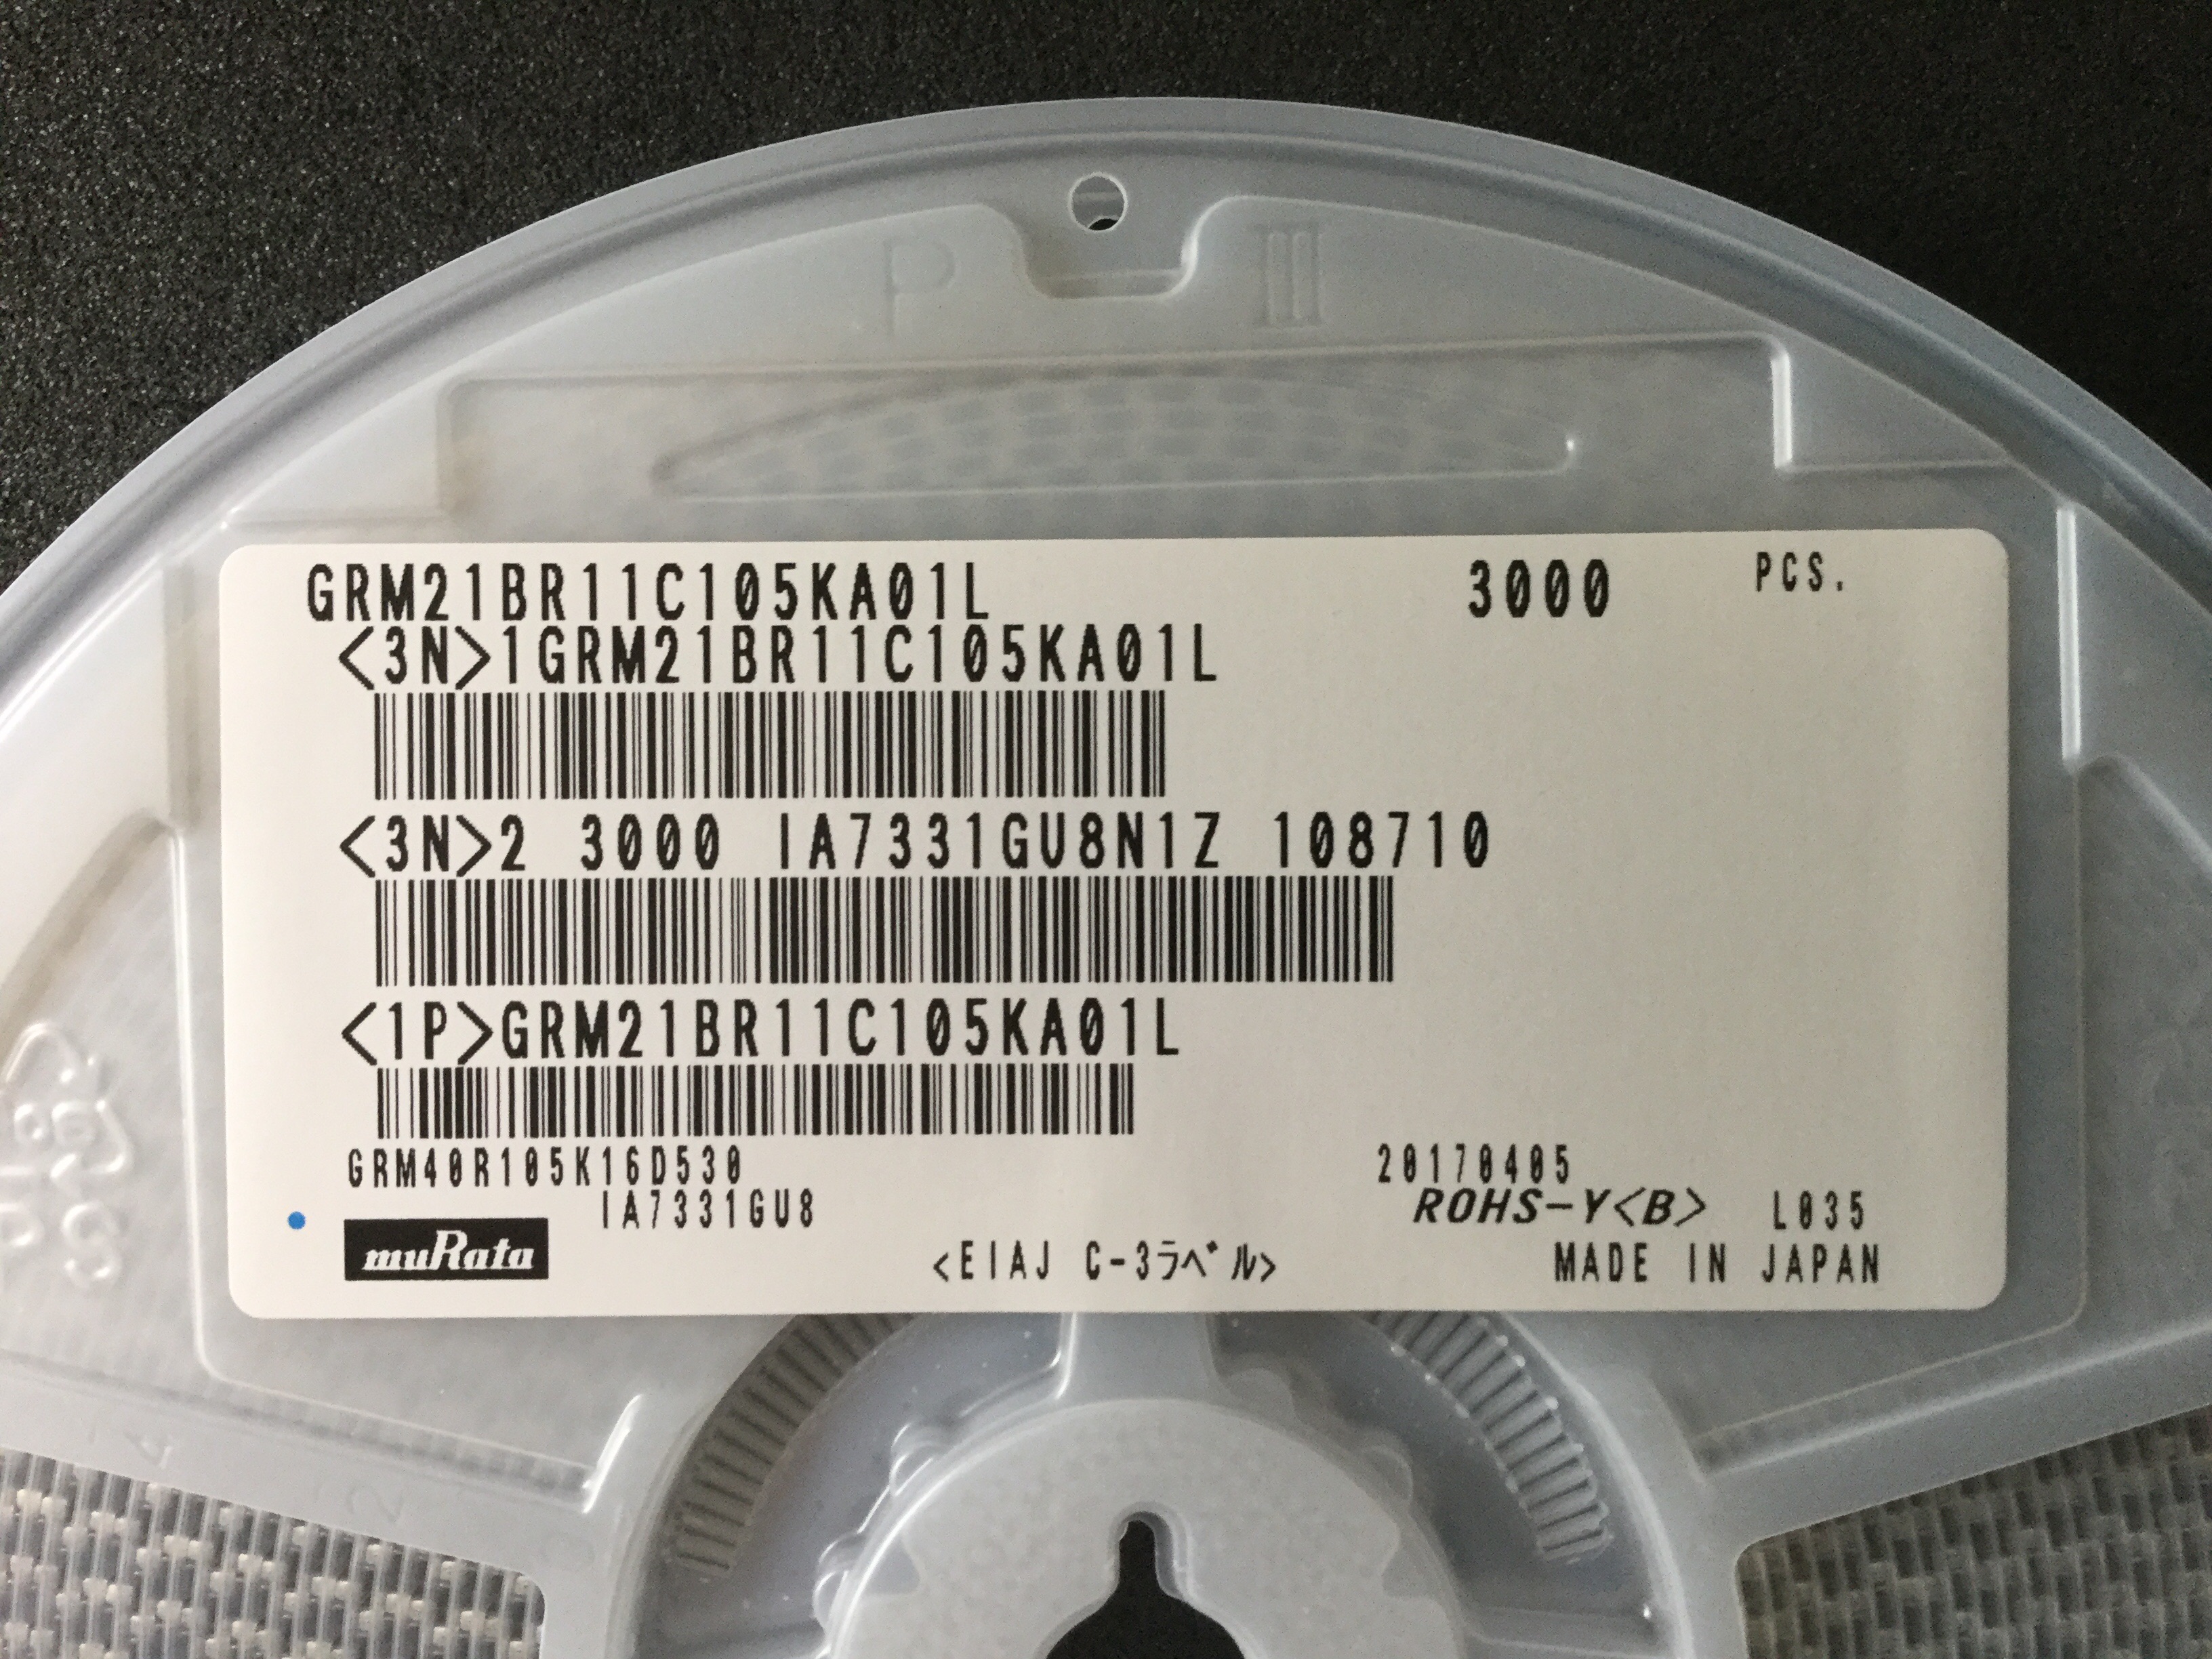 P III
GRM21BR11C105KA01L 3000 PCS.
<3N>1GRM21BR11C105KA01L
<3N>2 3000 IA7331GU8N1Z 108710
<1P>GRM21BR11C105KA01L
GRM40R105K16D530 20170405
IA7331GU8 ROHS-Y<B> L035
muRata <EIAJ C-3ラベル> MADE IN JAPAN